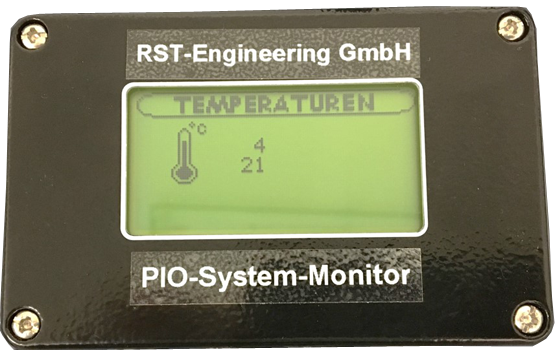 RST-Engineering GmbH
TEMPERATUREN
°C
4
21
PIO-System-Monitor